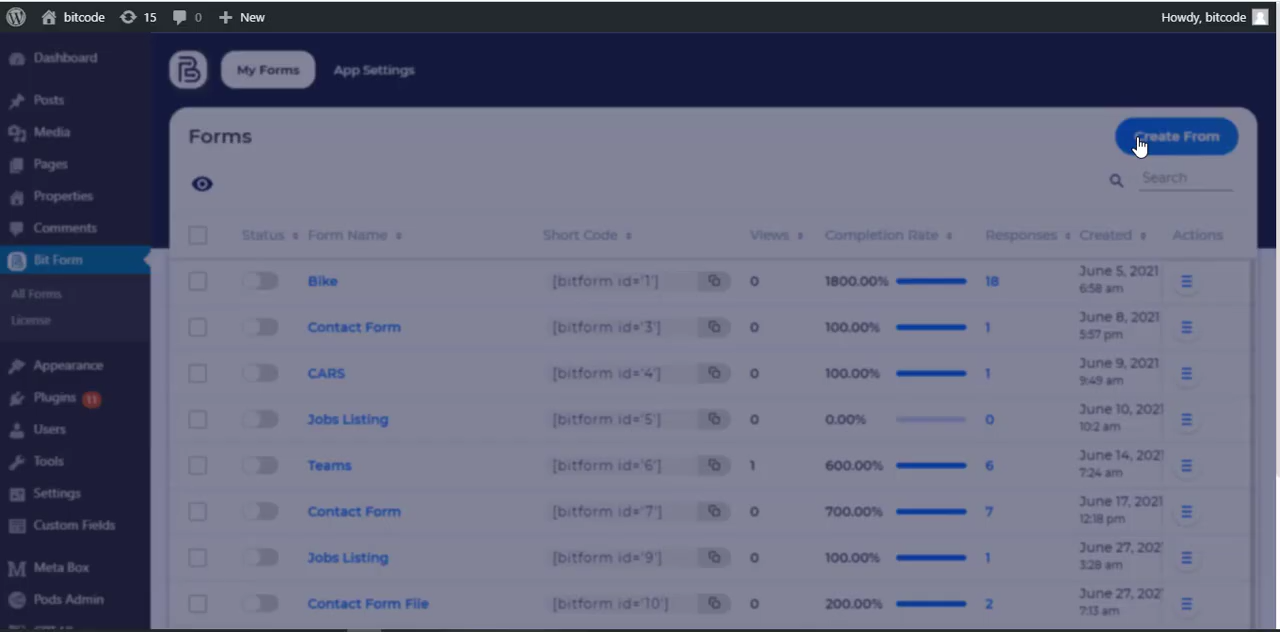 bitcode 15 0 New Howdy, bitcode
Dashboard
Posts
Media
Pages
Properties
Comments
Bit Form
All Forms
License
Appearance
Plugins 11
Users
Tools
Settings
Custom Fields
Meta Box
Pods Admin
My Forms App Settings
Forms Create From
Search
Status Form Name Short Code Views Completion Rate Responses Created Actions
Bike [bitform id='1'] 0 1800.00% 18 June 5, 2021
6:58 am
Contact Form [bitform id='3'] 0 100.00% 1 June 8, 2021
5:57 pm
CARS [bitform id='4'] 0 100.00% 1 June 9, 2021
9:49 am
Jobs Listing [bitform id='5'] 0 0.00% 0 June 10, 2021
10:2 am
Teams [bitform id='6'] 1 600.00% 6 June 14, 2021
7:24 am
Contact Form [bitform id='7'] 0 700.00% 7 June 17, 2021
12:18 pm
Jobs Listing [bitform id='9'] 0 100.00% 1 June 27, 202
3:28 am
Contact Form File [bitform id='10'] 0 200.00% 2 June 27, 202
7:13 am